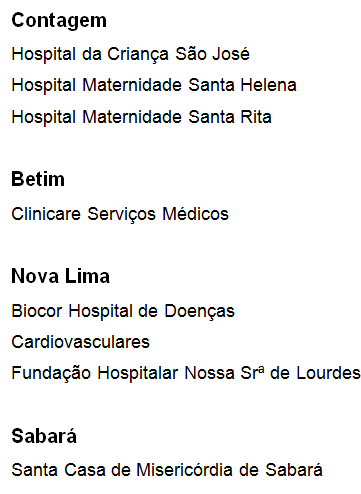 Contagem
Hospital da Criança São José
Hospital Maternidade Santa Helena
Hospital Maternidade Santa Rita
Betim
Clinicare Serviços Médicos
Nova Lima
Biocor Hospital de Doenças
Cardiovasculares
Fundação Hospitalar Nossa Srª de Lourdes
Sabará
Santa Casa de Misericórdia de Sabará